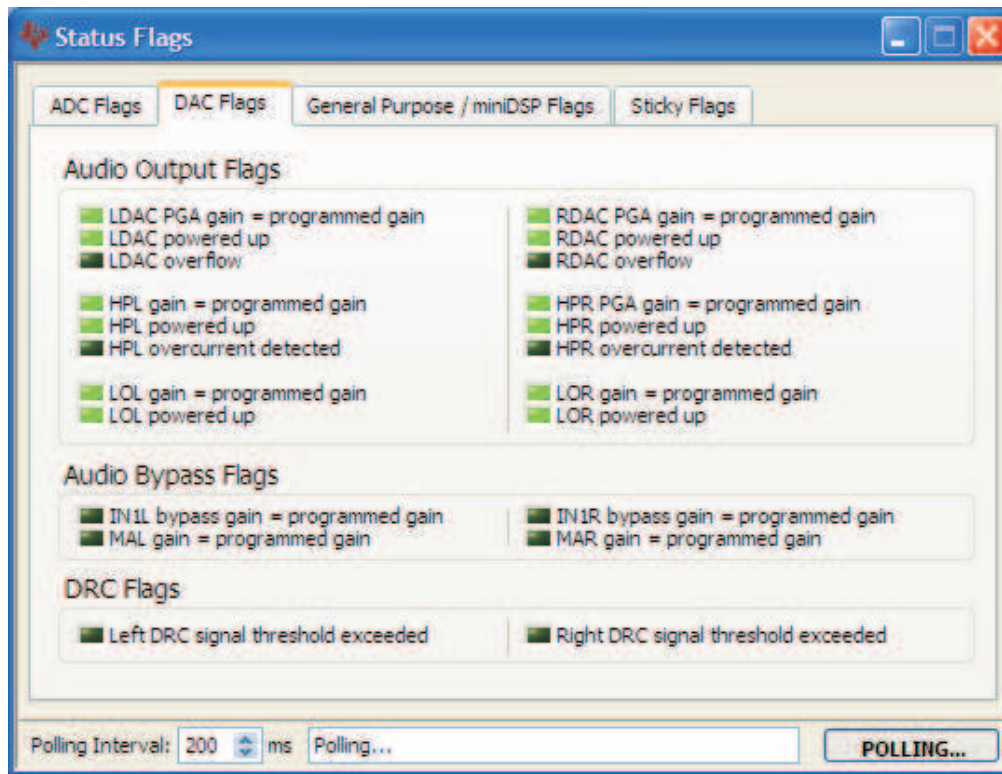 Status Flags
ADC Flags
DAC Flags
General Purpose / miniDSP Flags
Sticky Flags
Audio Output Flags
LDAC PGA gain = programmed gain
LDAC powered up
LDAC overflow
HPL gain = programmed gain
HPL powered up
HPL overcurrent detected
LOL gain = programmed gain
LOL powered up
RDAC PGA gain = programmed gain
RDAC powered up
RDAC overflow
HPR PGA gain = programmed gain
HPR powered up
HPR overcurrent detected
LOR gain = programmed gain
LOR powered up
Audio Bypass Flags
IN1L bypass gain = programmed gain
MAL gain = programmed gain
IN1R bypass gain = programmed gain
MAR gain = programmed gain
DRC Flags
Left DRC signal threshold exceeded
Right DRC signal threshold exceeded
Polling Interval: 200 ms Polling... POLLING...